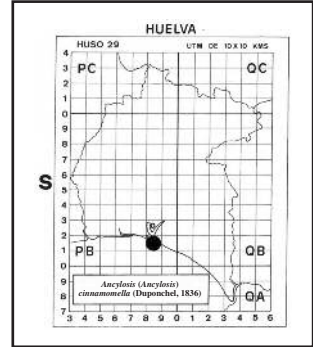 HUELVA
HUSO 29 UTM DE 10 X 10 KMS
4
3 PC QC
2
1
0
9
8
7
6
S
5
4
3
2
1 PB QB
0
9 Ancylosis (Ancylosis) QA
8 cinnamomella (Duponchel, 1836)
7
3 4 5 6 7 8 9 0 1 2 3 4 5 6